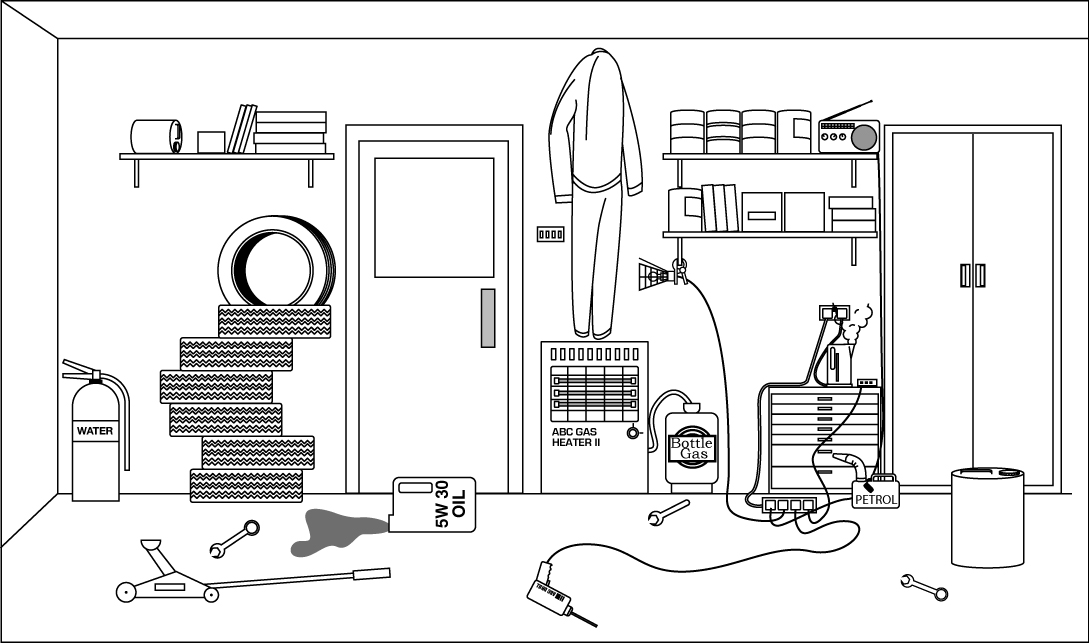 WATER
ABC GAS
HEATER II
Bottle
Gas
5W 30
OIL
PETROL